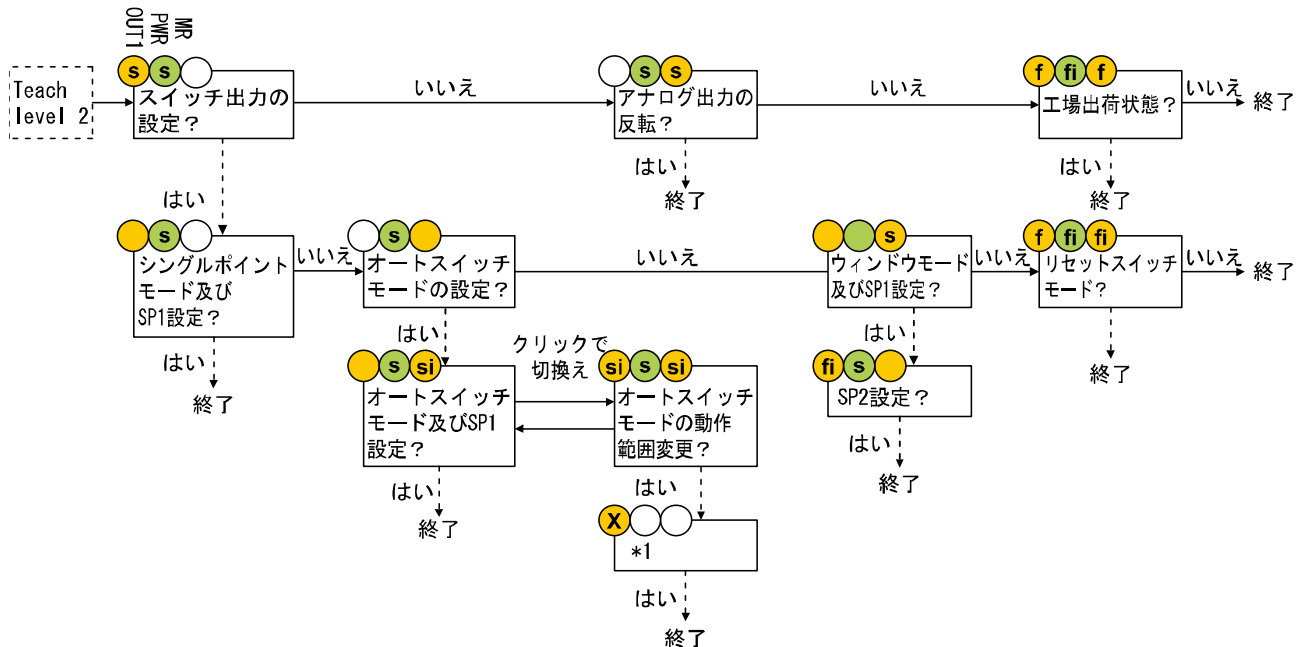 OUT1
PWR
MR
Teach
level 2
s s
スイッチ出力の
設定？
いいえ
s s
アナログ出力の
反転？
いいえ
f fi f
工場出荷状態？
いいえ
終了
はい
はい
終了
はい
終了
s
シングルポイント
モード及び
SP1設定？
いいえ
s
オートスイッチ
モードの設定？
いいえ
s
ウィンドウモード
及びSP1設定？
いいえ
f fi fi
リセットスイッチ
モード？
いいえ
終了
はい
終了
はい
s si
オートスイッチ
モード及びSP1
設定？
クリックで
切換え
si s si
オートスイッチ
モードの動作
範囲変更？
はい
fi s
SP2設定？
はい
終了
はい
終了
はい
終了
はい
X
*1
はい
終了